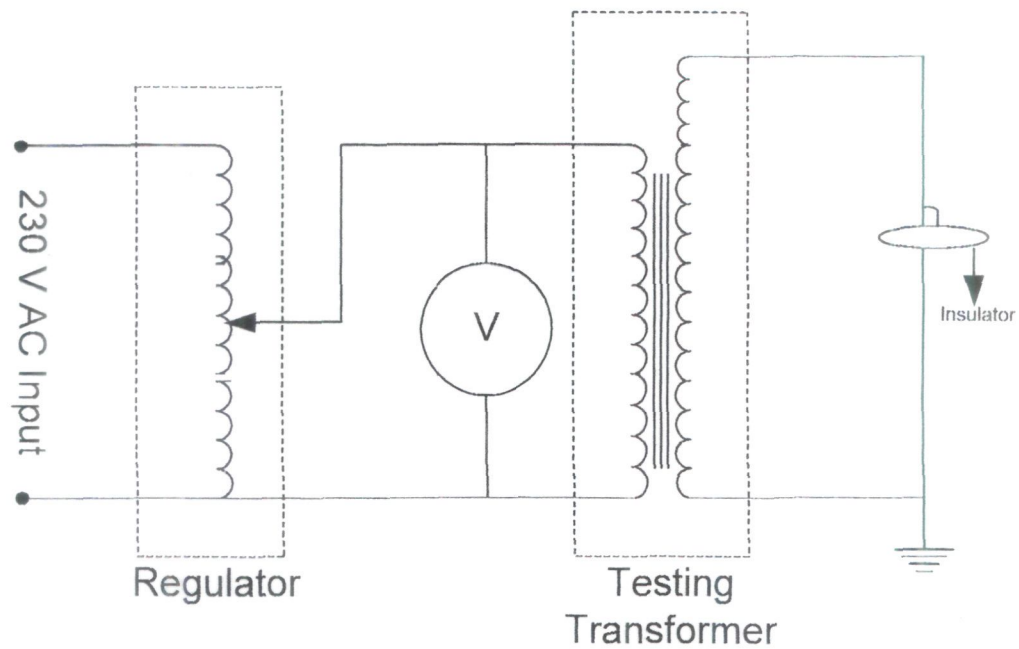 230 V AC Input
V
Insulator
Regulator
Testing
Transformer